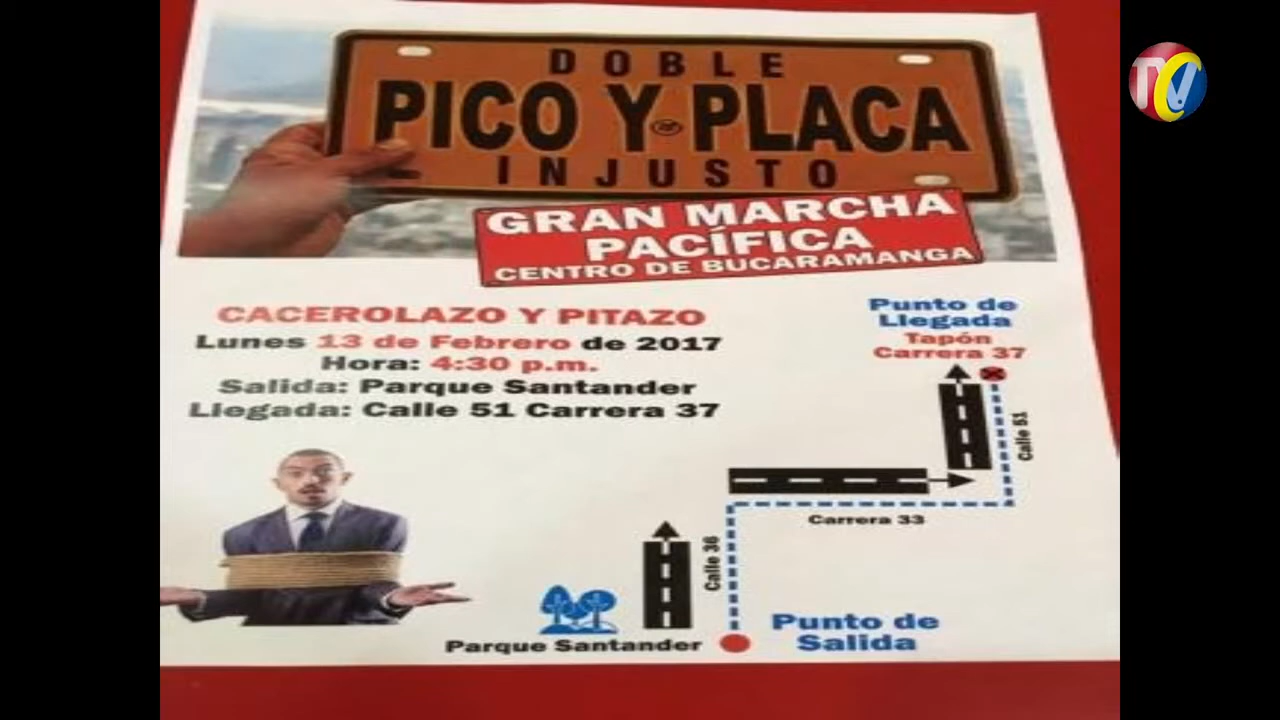 TVC!
DOBLE
PICO Y PLACA
INJUSTO
GRAN MARCHA
PACÍFICA
CENTRO DE BUCARAMANGA
CACEROLAZO Y PITAZO
Lunes 13 de Febrero de 2017
Hora: 4:30 p.m.
Salida: Parque Santander
Llegada: Calle 51 Carrera 37
Punto de
Llegada
Tapón
Carrera 37
Calle 51
Carrera 33
Calle 36
Parque Santander
Punto de
Salida